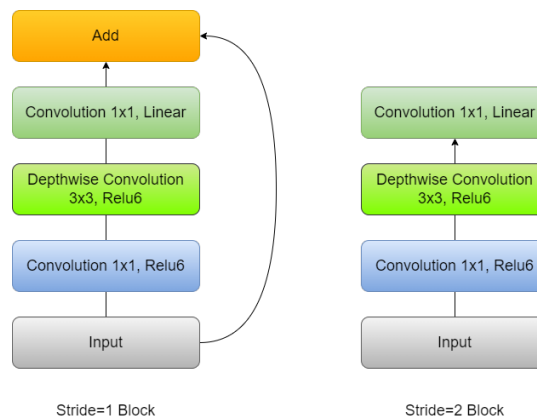 Add
Convolution 1x1, Linear
Depthwise Convolution
3x3, Relu6
Convolution 1x1, Relu6
Input
Stride=1 Block
Convolution 1x1, Linear
Depthwise Convolution
3x3, Relu6
Convolution 1x1, Relu6
Input
Stride=2 Block